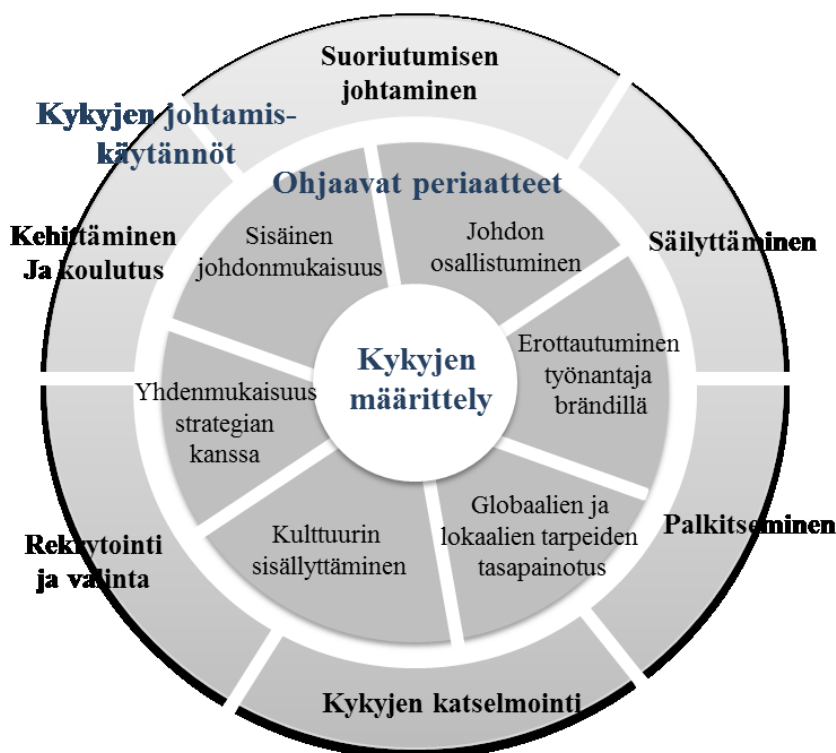 Suoriutumisen
johtaminen
Kykyjen johtamis-
käytännöt
Ohjaavat periaatteet
Kehittäminen
Ja koulutus
Sisäinen
johdonmukaisuus
Johdon
osallistuminen
Säilyttäminen
Kykyjen
määrittely
Erottautuminen
työnantaja
brändillä
Yhdenmukaisuus
strategian
kanssa
Globaalien ja
lokaalien tarpeiden
tasapainotus
Kulttuurin
sisällyttäminen
Palkitseminen
Rekrytointi
ja valinta
Kykyjen katselmointi